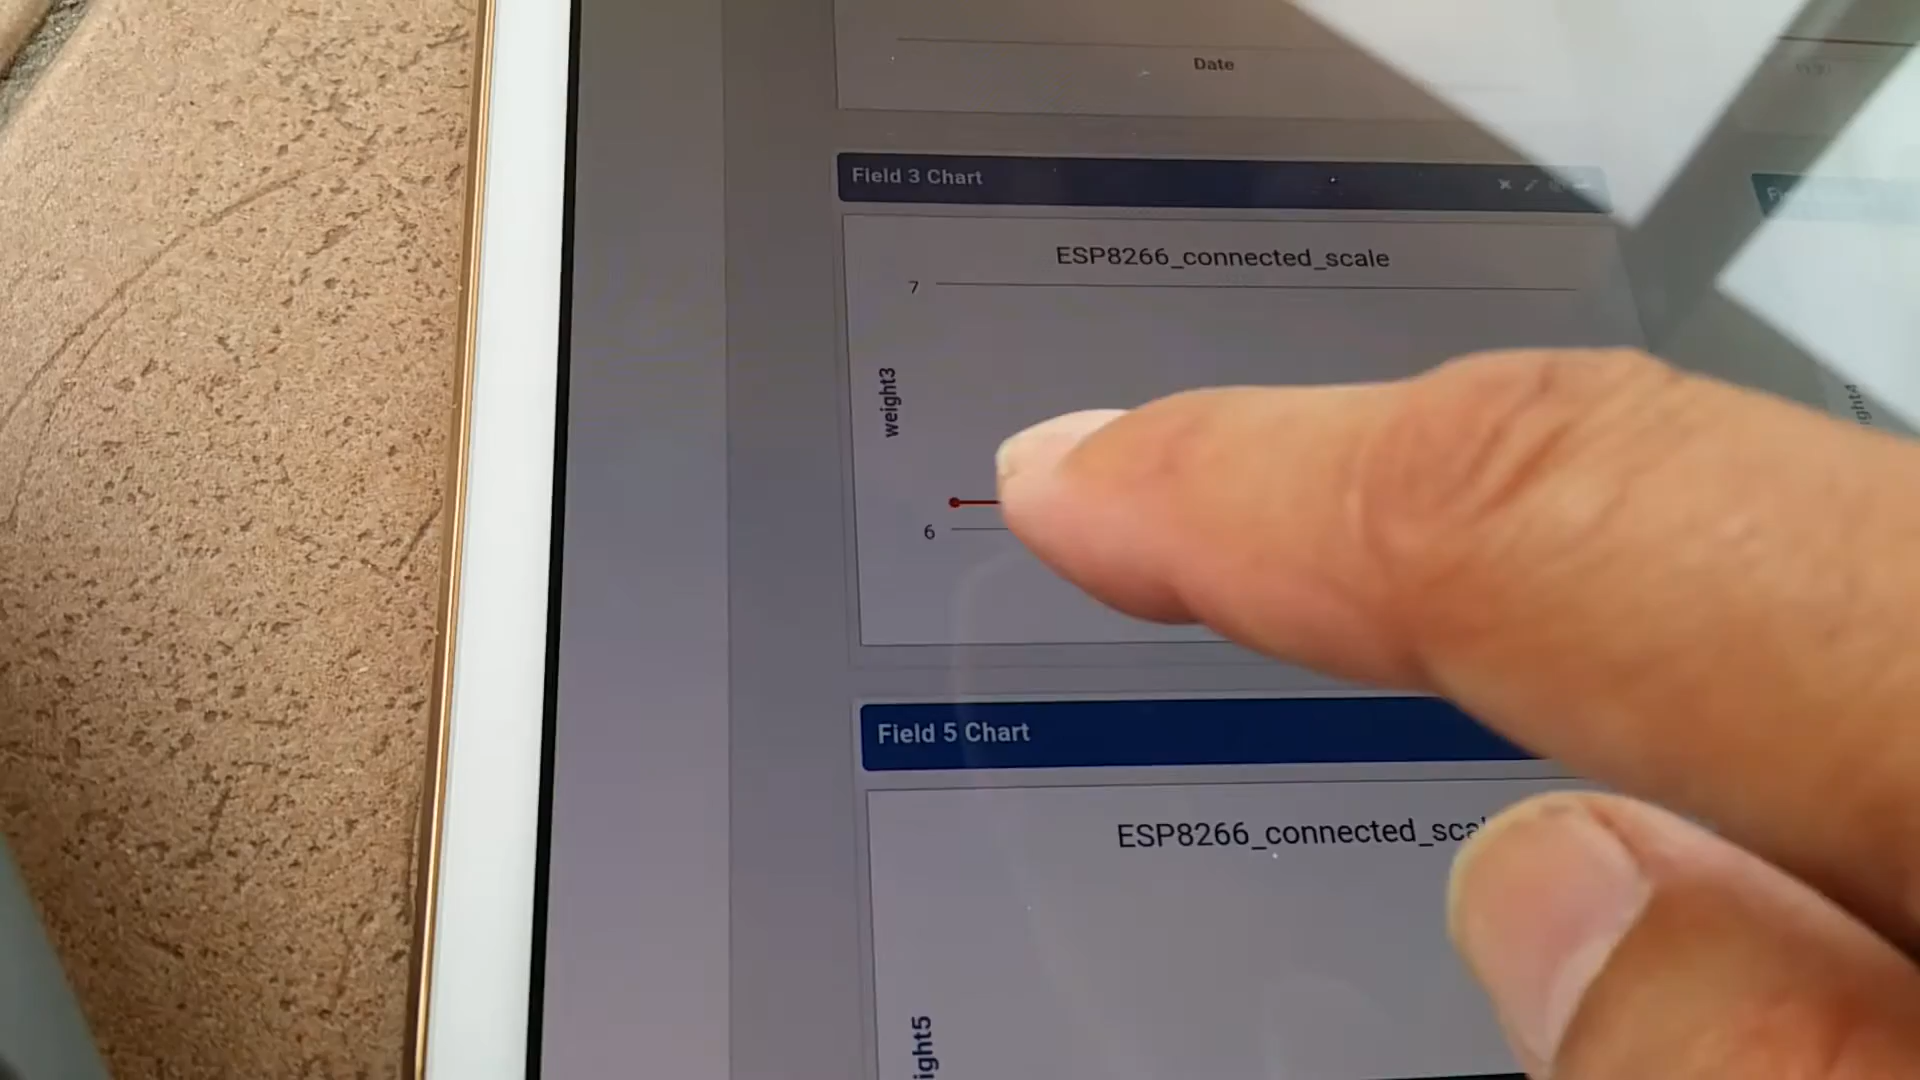 Date
Field 3 Chart
ESP8266_connected_scale
7
weight3
6
Field 5 Chart
ESP8266_connected_sca
ight5